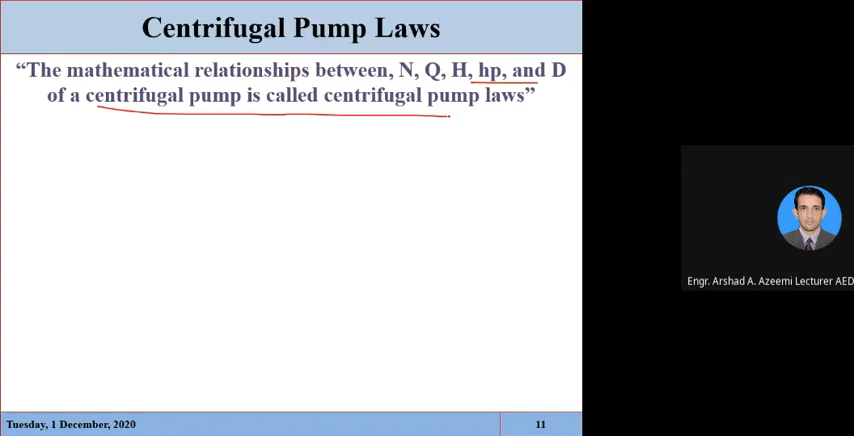 Centrifugal Pump Laws
“The mathematical relationships between, N, Q, H, hp, and D
of a centrifugal pump is called centrifugal pump laws”
Engr. Arshad A. Azeemi Lecturer AED
Tuesday, 1 December, 2020
11